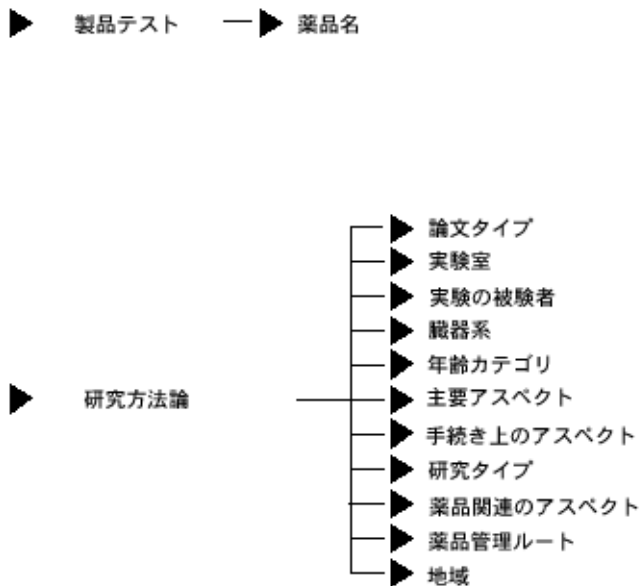 製品テスト 薬品名
論文タイプ
実験室
実験の被験者
臓器系
年齢カテゴリ
研究方法論 主要アスペクト
手続き上のアスペクト
研究タイプ
薬品関連のアスペクト
薬品管理ルート
地域